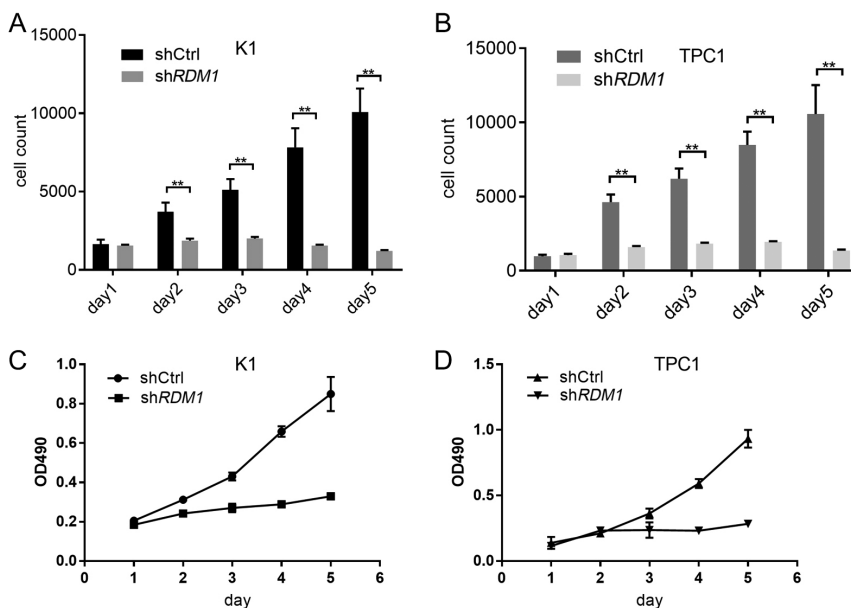 A
K1
shCtrl
shRDM1
cell count
15000
10000
5000
0
**
**
**
**
day1
day2
day3
day4
day5
B
TPC1
shCtrl
shRDM1
cell count
15000
10000
5000
0
**
**
**
**
day1
day2
day3
day4
day5
C
K1
shCtrl
shRDM1
OD490
1.0
0.8
0.6
0.4
0.2
0.0
0 1 2 3 4 5 6
day
D
TPC1
shCtrl
shRDM1
OD490
1.5
1.0
0.5
0.0
0 1 2 3 4 5 6
day